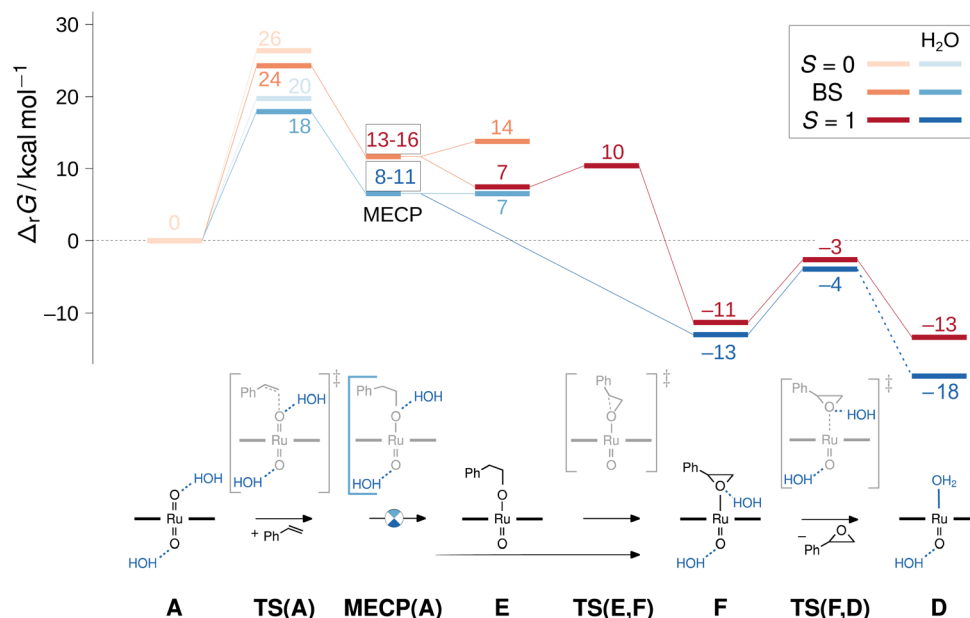 30
20
10
0
–10
ΔrG / kcal mol⁻¹
H₂O
S = 0
BS
S = 1
26
24
20
18
0
13-16
8-11
MECP
14
7
7
10
–11
–13
–3
–4
–13
–18
Ph
HOH
O
Ru
O
HOH
‡
Ph
HOH
O
Ru
O
HOH
Ph
O
Ru
O
‡
Ph
O
HOH
Ru
O
HOH
‡
HOH
O
Ru
O
HOH
+ Ph
Ph
O
Ru
O
Ph
O
HOH
Ru
O
HOH
–
O
Ph
OH₂
Ru
O
HOH
A
TS(A)
MECP(A)
E
TS(E,F)
F
TS(F,D)
D